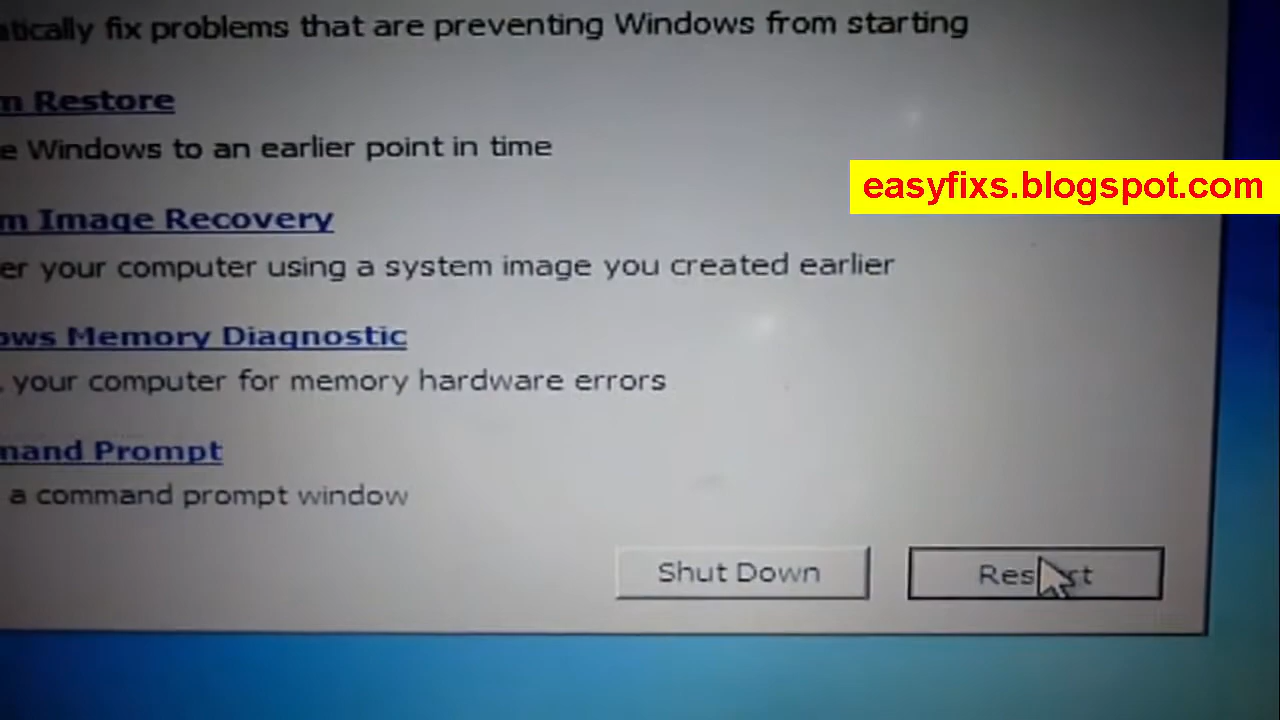 atically fix problems that are preventing Windows from starting
m Restore
e Windows to an earlier point in time
easyfixs.blogspot.com
m Image Recovery
er your computer using a system image you created earlier
ows Memory Diagnostic
your computer for memory hardware errors
mand Prompt
a command prompt window
Shut Down